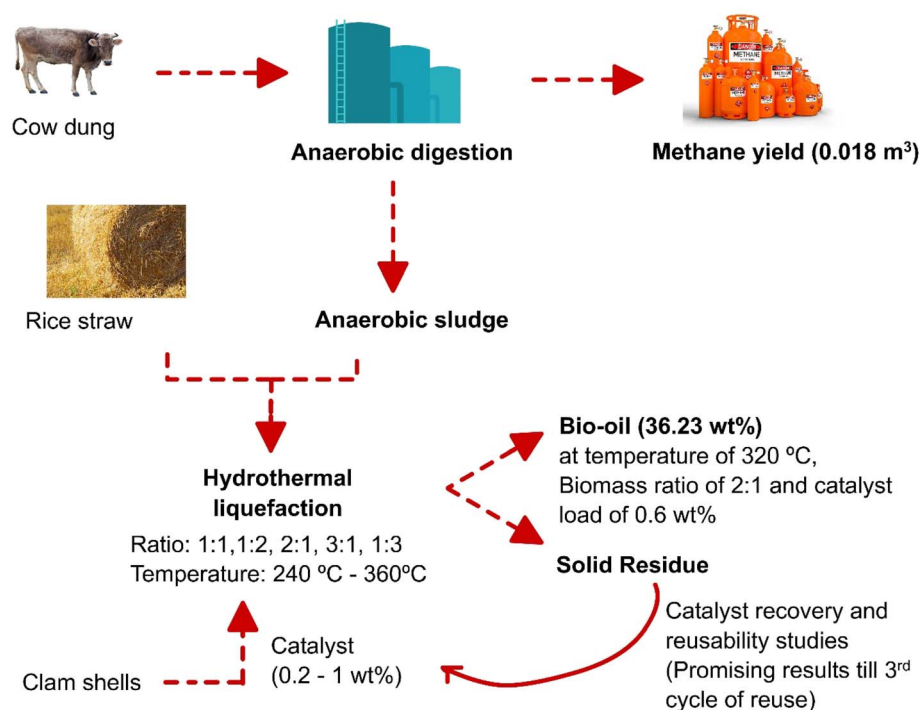 Cow dung
Anaerobic digestion
METHANE
Methane yield (0.018 m³)
Rice straw
Anaerobic sludge
Hydrothermal
liquefaction
Ratio: 1:1,1:2, 2:1, 3:1, 1:3
Temperature: 240 ºC - 360ºC
Bio-oil (36.23 wt%)
at temperature of 320 ºC,
Biomass ratio of 2:1 and catalyst
load of 0.6 wt%
Solid Residue
Catalyst recovery and
reusability studies
(Promising results till 3ʳᵈ
cycle of reuse)
Catalyst
(0.2 - 1 wt%)
Clam shells